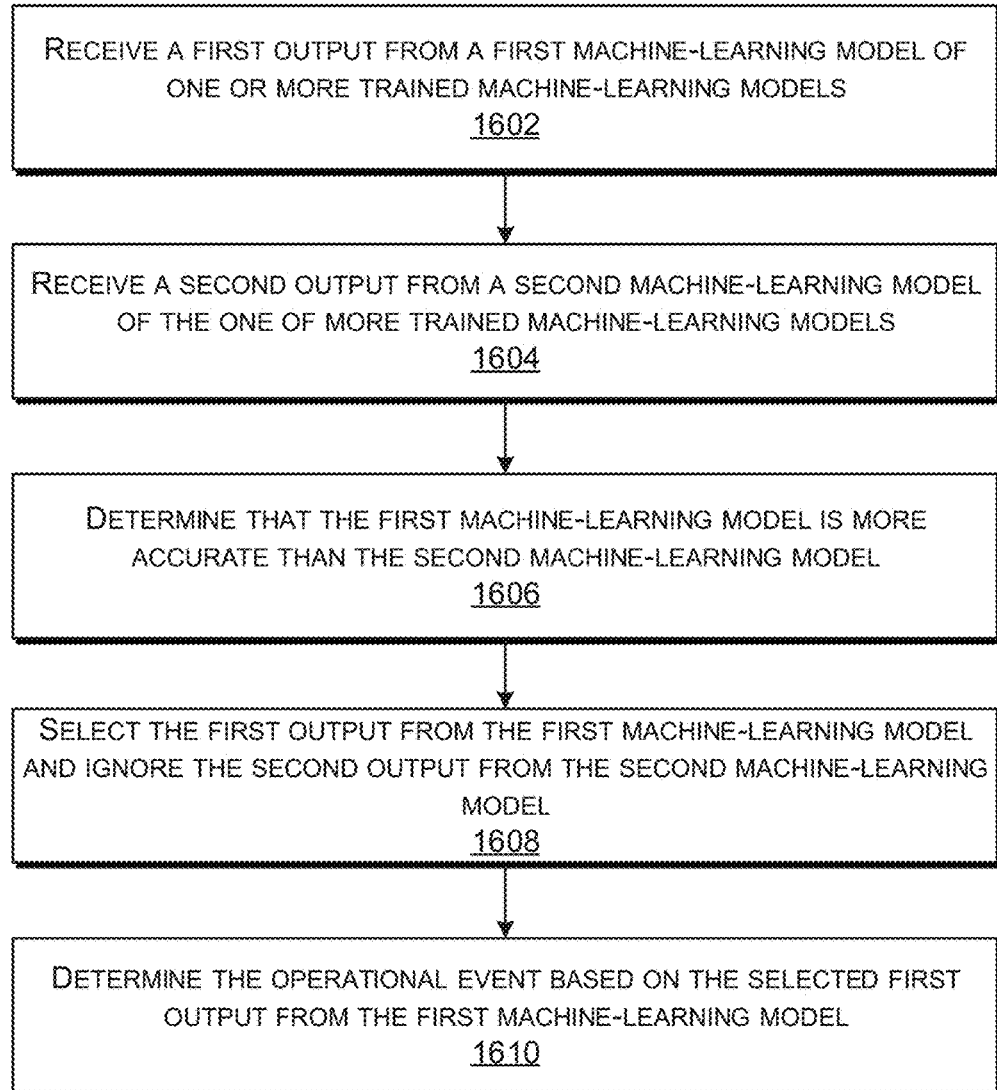 RECEIVE A FIRST OUTPUT FROM A FIRST MACHINE-LEARNING MODEL OF
ONE OR MORE TRAINED MACHINE-LEARNING MODELS
1602
RECEIVE A SECOND OUTPUT FROM A SECOND MACHINE-LEARNING MODEL
OF THE ONE OF MORE TRAINED MACHINE-LEARNING MODELS
1604
DETERMINE THAT THE FIRST MACHINE-LEARNING MODEL IS MORE
ACCURATE THAN THE SECOND MACHINE-LEARNING MODEL
1606
SELECT THE FIRST OUTPUT FROM THE FIRST MACHINE-LEARNING MODEL
AND IGNORE THE SECOND OUTPUT FROM THE SECOND MACHINE-LEARNING
MODEL
1608
DETERMINE THE OPERATIONAL EVENT BASED ON THE SELECTED FIRST
OUTPUT FROM THE FIRST MACHINE-LEARNING MODEL
1610